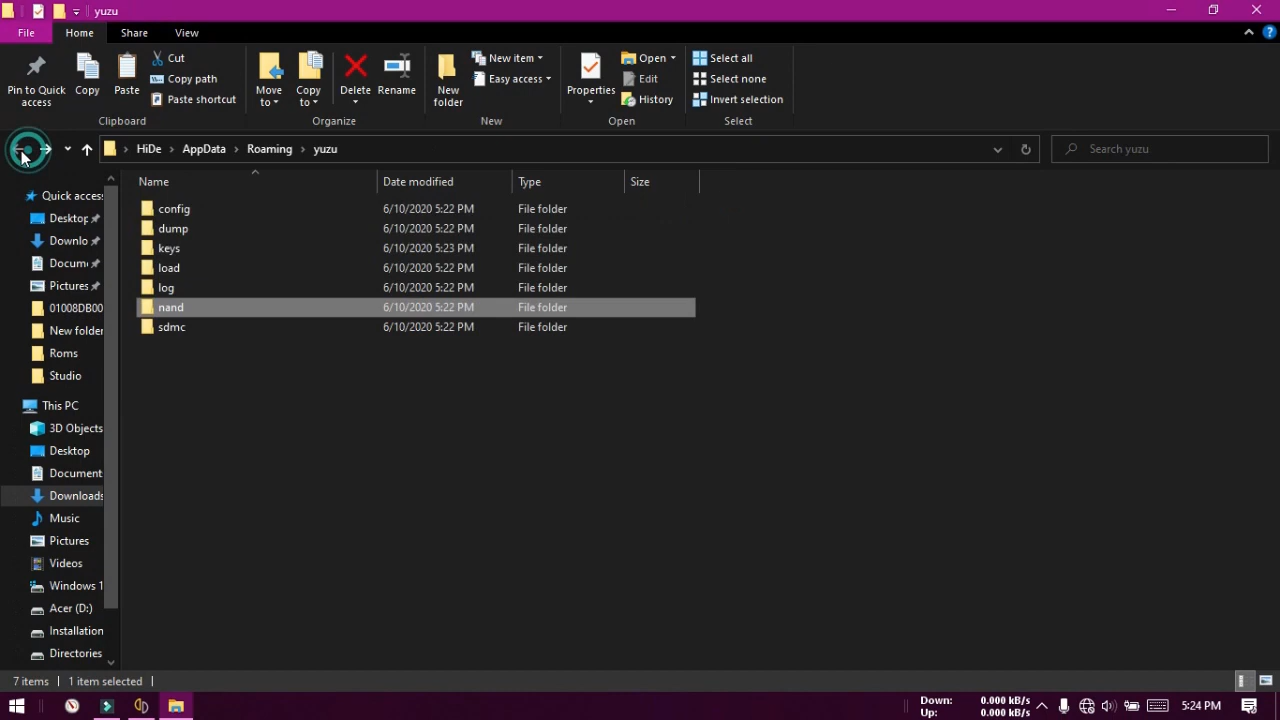 yuzu
File
Home
Share
View
Pin to Quick access
Copy
Paste
Cut
Copy path
Paste shortcut
Clipboard
Move to
Copy to
Delete
Rename
Organize
New folder
New item
Easy access
New
Properties
Open
Edit
History
Open
Select all
Select none
Invert selection
Select
HiDe > AppData > Roaming > yuzu
Search yuzu
Name
Date modified
Type
Size
config 6/10/2020 5:22 PM File folder
dump 6/10/2020 5:22 PM File folder
keys 6/10/2020 5:23 PM File folder
load 6/10/2020 5:22 PM File folder
log 6/10/2020 5:22 PM File folder
nand 6/10/2020 5:22 PM File folder
sdmc 6/10/2020 5:22 PM File folder
Quick access
Desktop
Downlo
Docum
Pictures
01008DB00
New folder
Roms
Studio
This PC
3D Objects
Desktop
Document
Downloads
Music
Pictures
Videos
Windows 1
Acer (D:)
Installation
Directories
7 items
1 item selected
Down: 0.000 kB/s
Up: 0.000 kB/s
5:24 PM